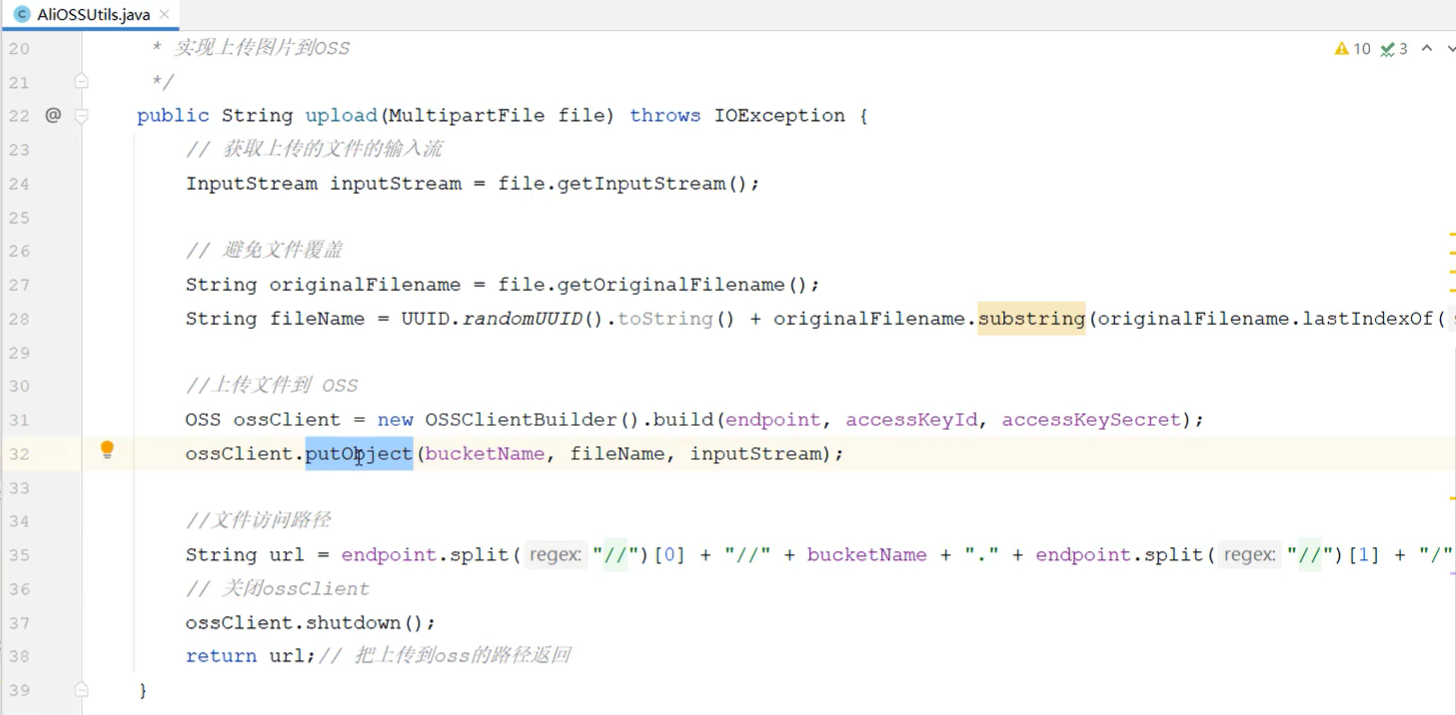 AliOSSUtils.java
10 3
20 * 实现上传图片到OSS
21 */
22 @ public String upload(MultipartFile file) throws IOException {
23 // 获取上传的文件的输入流
24 InputStream inputStream = file.getInputStream();
25
26 // 避免文件覆盖
27 String originalFilename = file.getOriginalFilename();
28 String fileName = UUID.randomUUID().toString() + originalFilename.substring(originalFilename.lastIndexOf(
29
30 //上传文件到 OSS
31 OSS ossClient = new OSSClientBuilder().build(endpoint, accessKeyId, accessKeySecret);
32 ossClient.putObject(bucketName, fileName, inputStream);
33
34 //文件访问路径
35 String url = endpoint.split( regex: "//")[0] + "//" + bucketName + "." + endpoint.split( regex: "//")[1] + "/"
36 // 关闭ossClient
37 ossClient.shutdown();
38 return url;// 把上传到oss的路径返回
39 }